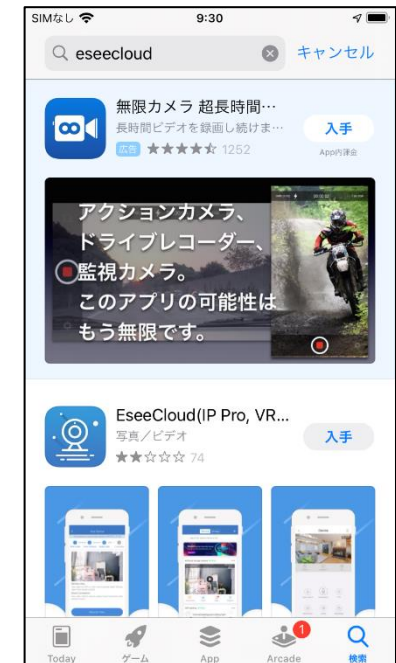 SIMなし
9:30
eseecloud
キャンセル
無限カメラ 超長時間…
長時間ビデオを録画し続けま…
入手
広告 ★★★★☆ 1252
App内課金
アクションカメラ、
ドライブレコーダー、
監視カメラ。
このアプリの可能性は
もう無限です。
EseeCloud(IP Pro, VR...
写真／ビデオ
入手
★★☆☆☆ 74
1
Today
ゲーム
App
Arcade
検索